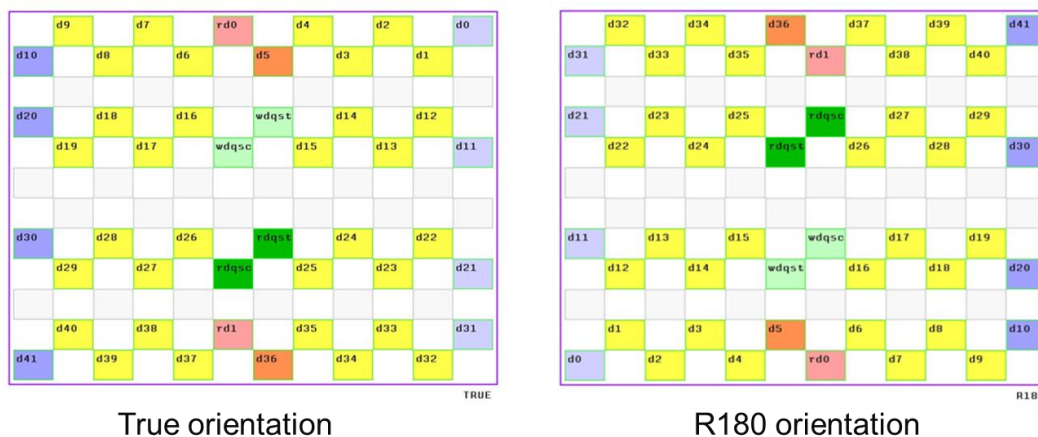 d9 d7 rd0 d4 d2 d0
d10 d8 d6 d5 d3 d1
d20 d18 d16 wdqst d14 d12
d19 d17 wdqsc d15 d13 d11
d30 d28 d26 rdqst d24 d22
d29 d27 rdqsc d25 d23 d21
d40 d38 rd1 d35 d33 d31
d41 d39 d37 d36 d34 d32
TRUE
True orientation
d32 d34 d36 d37 d39 d41
d31 d33 d35 rd1 d38 d40
d21 d23 d25 rdqsc d27 d29
d22 d24 rdqst d26 d28 d30
d11 d13 d15 wdqsc d17 d19
d12 d14 wdqst d16 d18 d20
d1 d3 d5 d6 d8 d10
d0 d2 d4 rd0 d7 d9
R18
R180 orientation